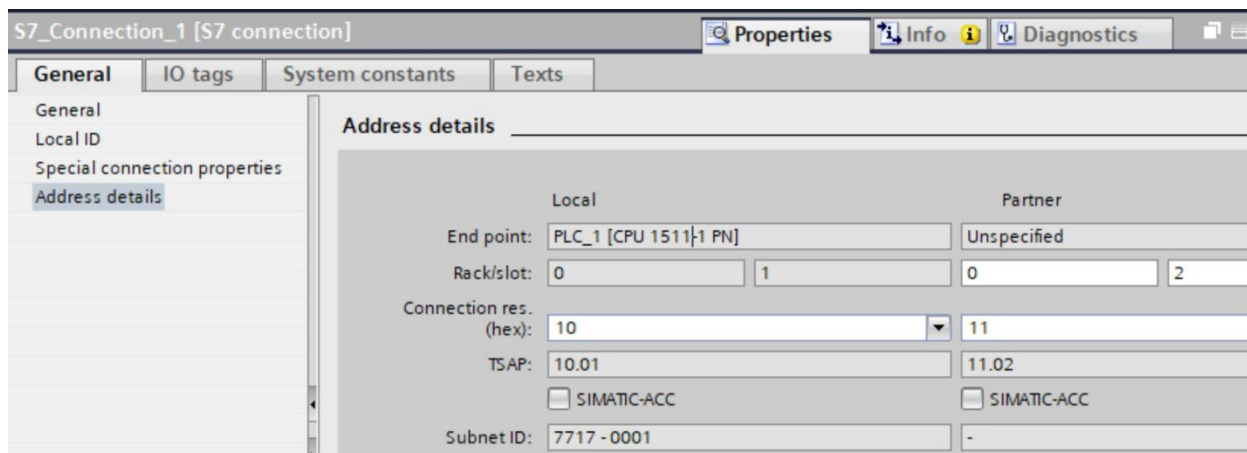 S7_Connection_1 [S7 connection] Properties Info Diagnostics
General IO tags System constants Texts
General
Local ID
Special connection properties
Address details
Address details
Local Partner
End point: PLC_1 [CPU 1511-1 PN] Unspecified
Rack/slot: 0 1 0 2
Connection res.
(hex): 10 11
TSAP: 10.01 11.02
SIMATIC-ACC SIMATIC-ACC
Subnet ID: 7717 - 0001 -